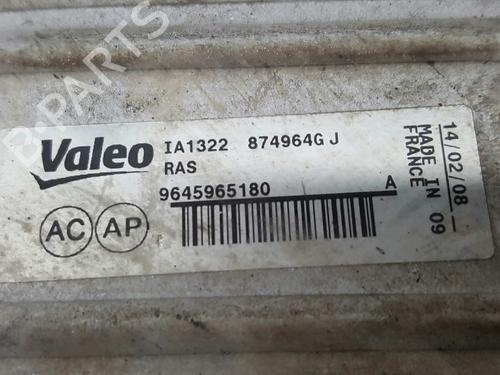 B-PARTS
Valeo
IA1322 874964G J
RAS
9645965180 A
AC AP
14/02/08
MADE IN 09
FRANCE